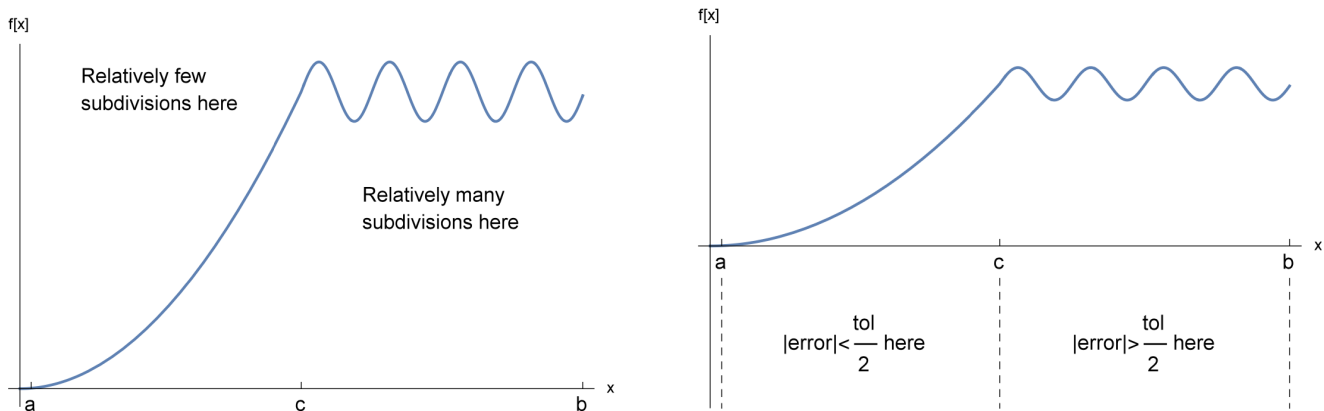 f[x]
Relatively few
subdivisions here
Relatively many
subdivisions here
x
a
c
b
f[x]
x
a
c
b
|error|< tol/2 here
|error|> tol/2 here